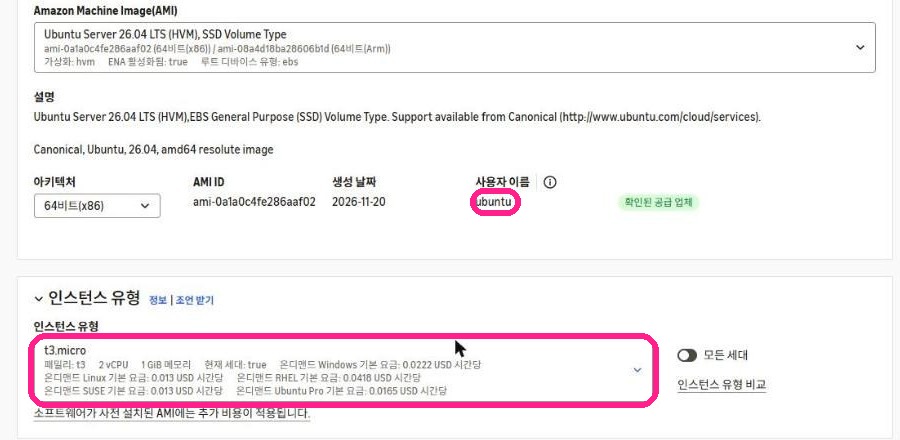 Amazon Machine Image(AMI)
Ubuntu Server 26.04 LTS (HVM), SSD Volume Type
ami-0a1a0c4fe286aaf02 (64비트(x86)) / ami-08a4d18ba28606b1d (64비트(Arm))
가상화: hvm ENA 활성화됨: true 루트 디바이스 유형: ebs
설명
Ubuntu Server 26.04 LTS (HVM),EBS General Purpose (SSD) Volume Type. Support available from Canonical (http://www.ubuntu.com/cloud/services).
Canonical, Ubuntu, 26.04, amd64 resolute image
아키텍처 AMI ID 생성 날짜 사용자 이름
64비트(x86) ami-0a1a0c4fe286aaf02 2026-11-20 ubuntu 확인된 공급 업체
인스턴스 유형 정보 | 조언 받기
인스턴스 유형
t3.micro
패밀리: t3 2 vCPU 1 GiB 메모리 현재 세대: true 온디맨드 Windows 기본 요금: 0.0222 USD 시간당
온디맨드 Linux 기본 요금: 0.013 USD 시간당 온디맨드 RHEL 기본 요금: 0.0418 USD 시간당
온디맨드 SUSE 기본 요금: 0.013 USD 시간당 온디맨드 Ubuntu Pro 기본 요금: 0.0165 USD 시간당
모든 세대
인스턴스 유형 비교
소프트웨어가 사전 설치된 AMI에는 추가 비용이 적용됩니다.